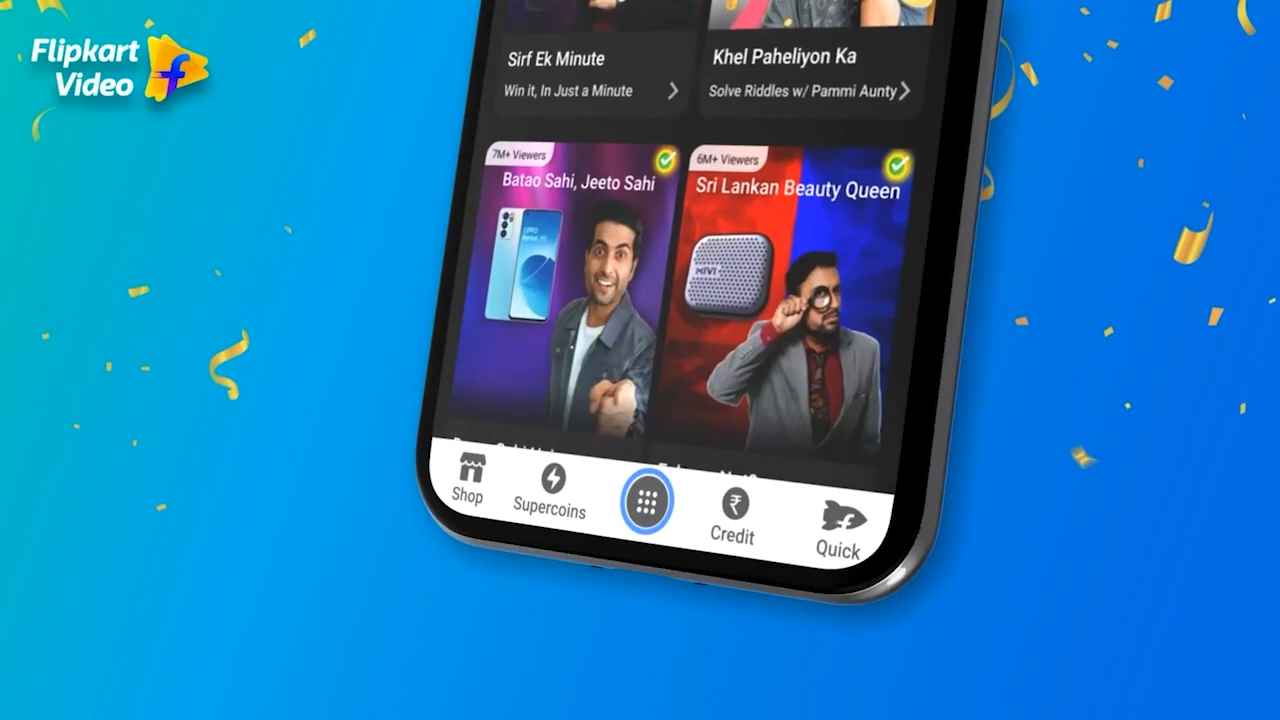 Flipkart
Video
Sirf Ek Minute
Win it, In Just a Minute
Khel Paheliyon Ka
Solve Riddles w/ Pammi Aunty
7M+ Viewers
Batao Sahi, Jeeto Sahi
OPPO
6M+ Viewers
Sri Lankan Beauty Queen
MIVI
Shop
Supercoins
Credit
Quick